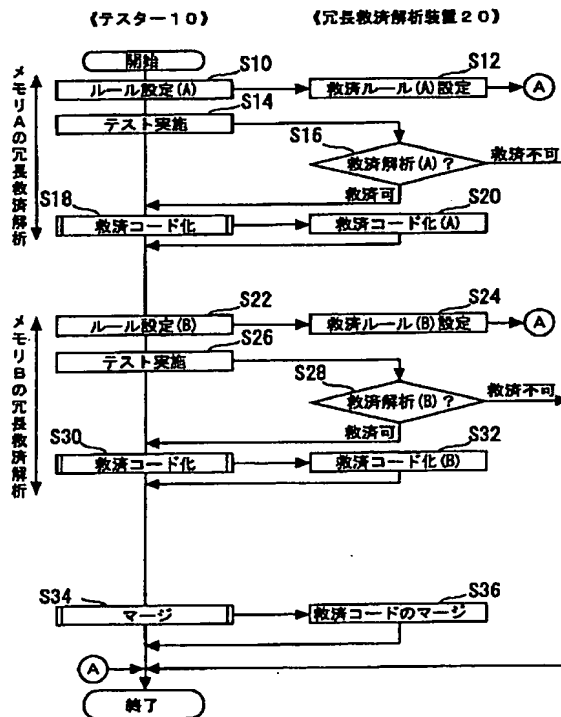 《テスター10》
《冗長救済解析装置20》
開始
メモリAの冗長救済解析
S10
ルール設定(A)
S12
救済ルール(A)設定
A
S14
テスト実施
S16
救済解析(A)?
救済不可
救済可
S18
救済コード化
S20
救済コード化(A)
メモリBの冗長救済解析
S22
ルール設定(B)
S24
救済ルール(B)設定
A
S26
テスト実施
S28
救済解析(B)?
救済不可
救済可
S30
救済コード化
S32
救済コード化(B)
S34
マージ
S36
救済コードのマージ
A
終了